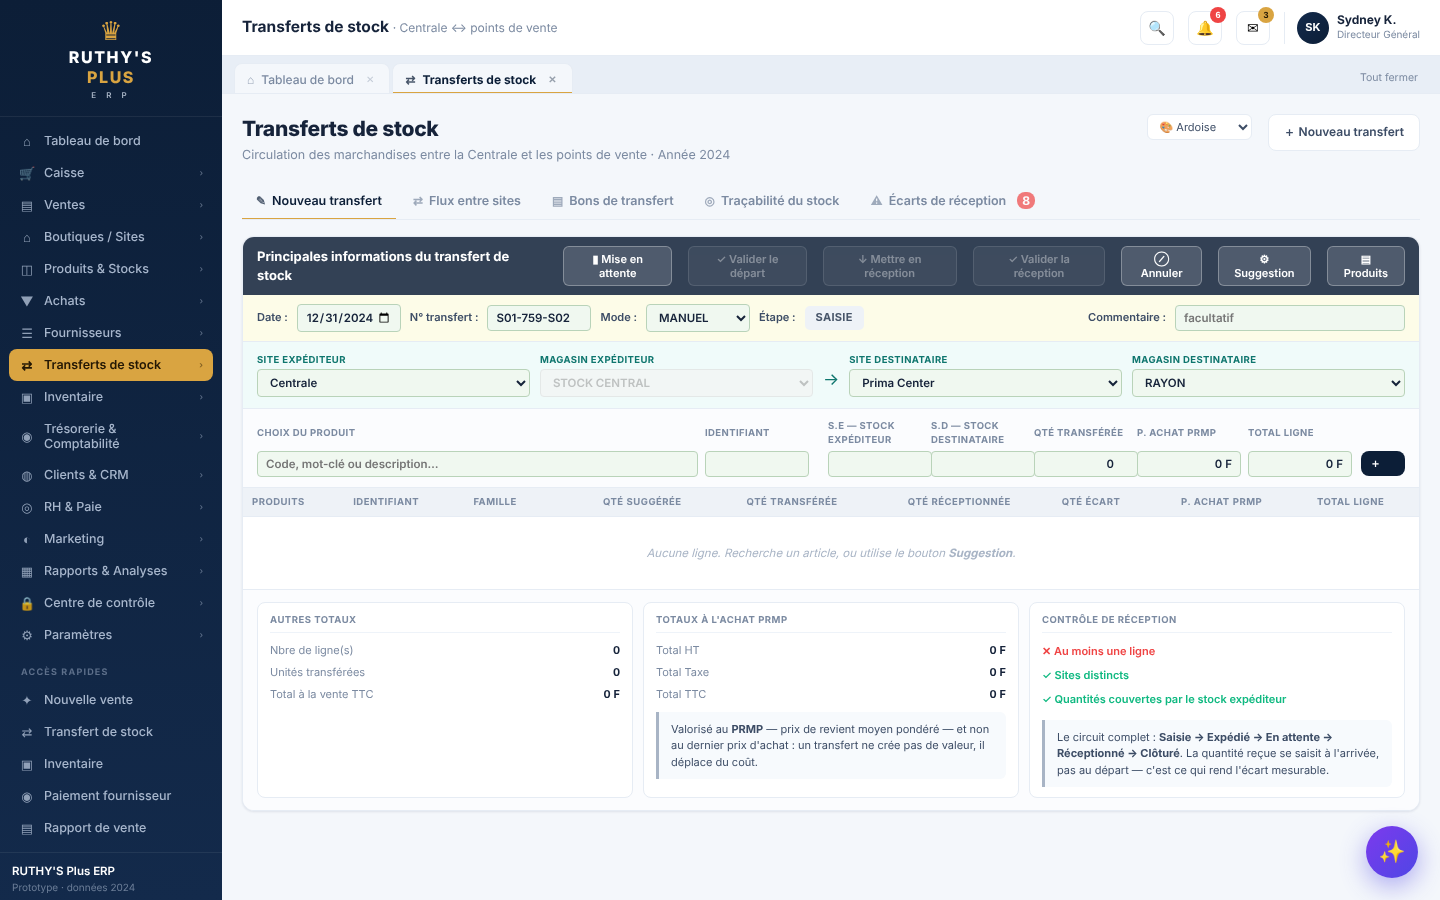 RUTHY'S
PLUS
ERP
Tableau de bord
Caisse
Ventes
Boutiques / Sites
Produits & Stocks
Achats
Fournisseurs
Transferts de stock
Inventaire
Trésorerie &
Comptabilité
Clients & CRM
RH & Paie
Marketing
Rapports & Analyses
Centre de contrôle
Paramètres
ACCÈS RAPIDES
Nouvelle vente
Transfert de stock
Inventaire
Paiement fournisseur
Rapport de vente
RUTHY'S Plus ERP
Prototype · données 2024
Transferts de stock · Centrale ↔ points de vente
6
3
SK
Sydney K.
Directeur Général
Tableau de bord ×
Transferts de stock ×
Tout fermer
Transferts de stock
Circulation des marchandises entre la Centrale et les points de vente · Année 2024
Ardoise
+ Nouveau transfert
Nouveau transfert
Flux entre sites
Bons de transfert
Traçabilité du stock
Écarts de réception 8
Principales informations du transfert de
stock
Mise en
attente
✓ Valider le
départ
↓ Mettre en
réception
✓ Valider la
réception
Annuler
Suggestion
Produits
Date : 12/31/2024 N° transfert : S01-759-S02 Mode : MANUEL Étape : SAISIE Commentaire : facultatif
SITE EXPÉDITEUR
Centrale
MAGASIN EXPÉDITEUR
STOCK CENTRAL
→
SITE DESTINATAIRE
Prima Center
MAGASIN DESTINATAIRE
RAYON
CHOIX DU PRODUIT
Code, mot-clé ou description...
IDENTIFIANT
S.E — STOCK
EXPÉDITEUR
S.D — STOCK
DESTINATAIRE
QTÉ TRANSFÉRÉE
0
P. ACHAT PRMP
0 F
TOTAL LIGNE
0 F
+
PRODUITS IDENTIFIANT FAMILLE QTÉ SUGGÉRÉE QTÉ TRANSFÉRÉE QTÉ RÉCEPTIONNÉE QTÉ ÉCART P. ACHAT PRMP TOTAL LIGNE
Aucune ligne. Recherche un article, ou utilise le bouton Suggestion.
AUTRES TOTAUX
Nbre de ligne(s) 0
Unités transférées 0
Total à la vente TTC 0 F
TOTAUX À L'ACHAT PRMP
Total HT 0 F
Total Taxe 0 F
Total TTC 0 F
Valorisé au PRMP — prix de revient moyen pondéré — et non
au dernier prix d'achat : un transfert ne crée pas de valeur, il
déplace du coût.
CONTRÔLE DE RÉCEPTION
✕ Au moins une ligne
✓ Sites distincts
✓ Quantités couvertes par le stock expéditeur
Le circuit complet : Saisie → Expédié → En attente →
Réceptionné → Clôturé. La quantité reçue se saisit à l'arrivée,
pas au départ — c'est ce qui rend l'écart mesurable.